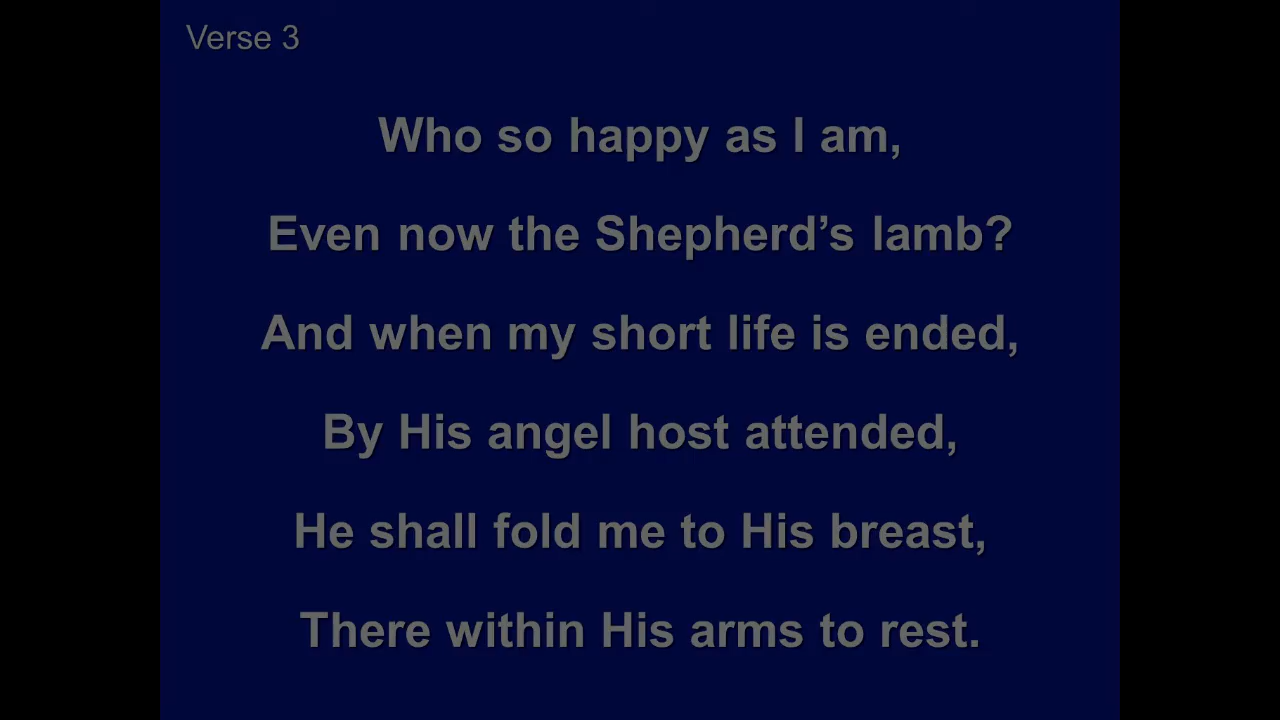 Verse 3
Who so happy as I am,
Even now the Shepherd’s lamb?
And when my short life is ended,
By His angel host attended,
He shall fold me to His breast,
There within His arms to rest.